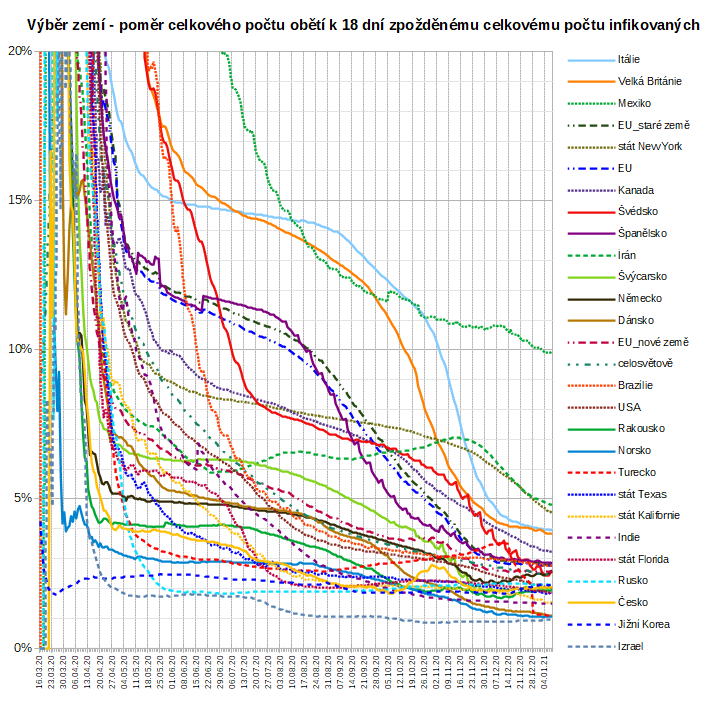 Výběr zemí - poměr celkového počtu obětí k 18 dní zpožděnému celkovému počtu infikovaných
20%
15%
10%
5%
0%
16.03.20
23.03.20
30.03.20
06.04.20
13.04.20
20.04.20
27.04.20
04.05.20
11.05.20
18.05.20
25.05.20
01.06.20
08.06.20
15.06.20
22.06.20
29.06.20
06.07.20
13.07.20
20.07.20
27.07.20
03.08.20
10.08.20
17.08.20
24.08.20
31.08.20
07.09.20
14.09.20
21.09.20
28.09.20
05.10.20
12.10.20
19.10.20
26.10.20
02.11.20
09.11.20
16.11.20
23.11.20
30.11.20
07.12.20
14.12.20
21.12.20
28.12.20
04.01.21
Itálie
Velká Británie
Mexiko
EU_staré země
stát NewYork
EU
Kanada
Švédsko
Španělsko
Irán
Švýcarsko
Německo
Dánsko
EU_nové země
celosvětově
Brazílie
USA
Rakousko
Norsko
Turecko
stát Texas
stát Kalifornie
Indie
stát Florida
Rusko
Česko
Jižní Korea
Izrael